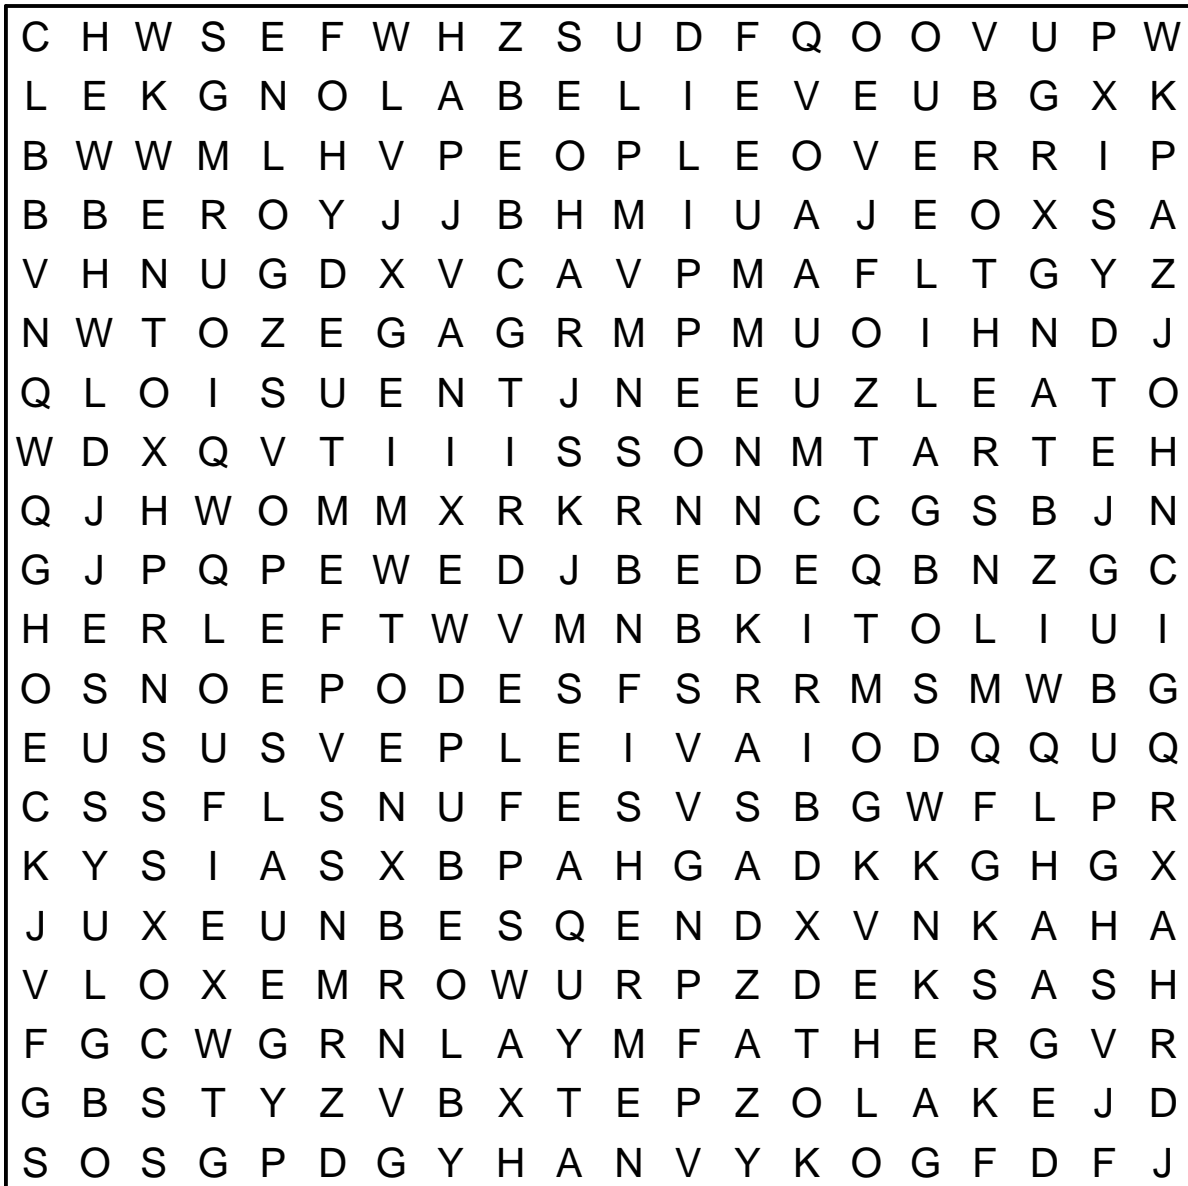 C H W S E F W H Z S U D F Q O O V U P W
L E K G N O L A B E L I E V E U B G X K
B W W M L H V P E O P L E O V E R R I P
B B E R O Y J J B H M I U A J E O X S A
V H N U G D X V C A V P M A F L T G Y Z
N W T O Z E G A G R M P M U O I H N D J
Q L O I S U E N T J N E E U Z L E A T O
W D X Q V T I I I S S O N M T A R T E H
Q J H W O M M X R K R N N C C G S B J N
G J P Q P E W E D J B E D E Q B N Z G C
H E R L E F T W V M N B K I T O L I U I
O S N O E P O D E S F S R R M S M W B G
E U S U S V E P L E I V A I O D Q Q U Q
C S S F L S N U F E S V S B G W F L P R
K Y S I A S X B P A H G A D K K G H G X
J U X E U N B E S Q E N D X V N K A H A
V L O X E M R O W U R P Z D E K S A S H
F G C W G R N L A Y M F A T H E R G V R
G B S T Y Z V B X T E P Z O L A K E J D
S O S G P D G Y H A N V Y K O G F D F J